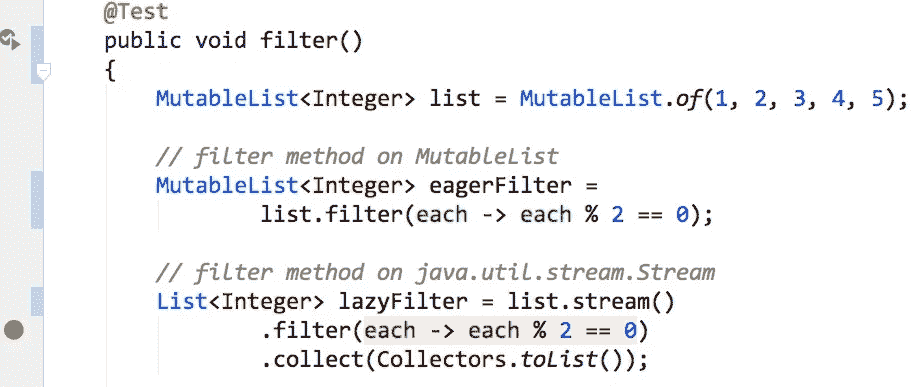 @Test
public void filter()
{
MutableList<Integer> list = MutableList.of(1, 2, 3, 4, 5);
// filter method on MutableList
MutableList<Integer> eagerFilter =
list.filter(each -> each % 2 == 0);
// filter method on java.util.stream.Stream
List<Integer> lazyFilter = list.stream()
.filter(each -> each % 2 == 0)
.collect(Collectors.toList());